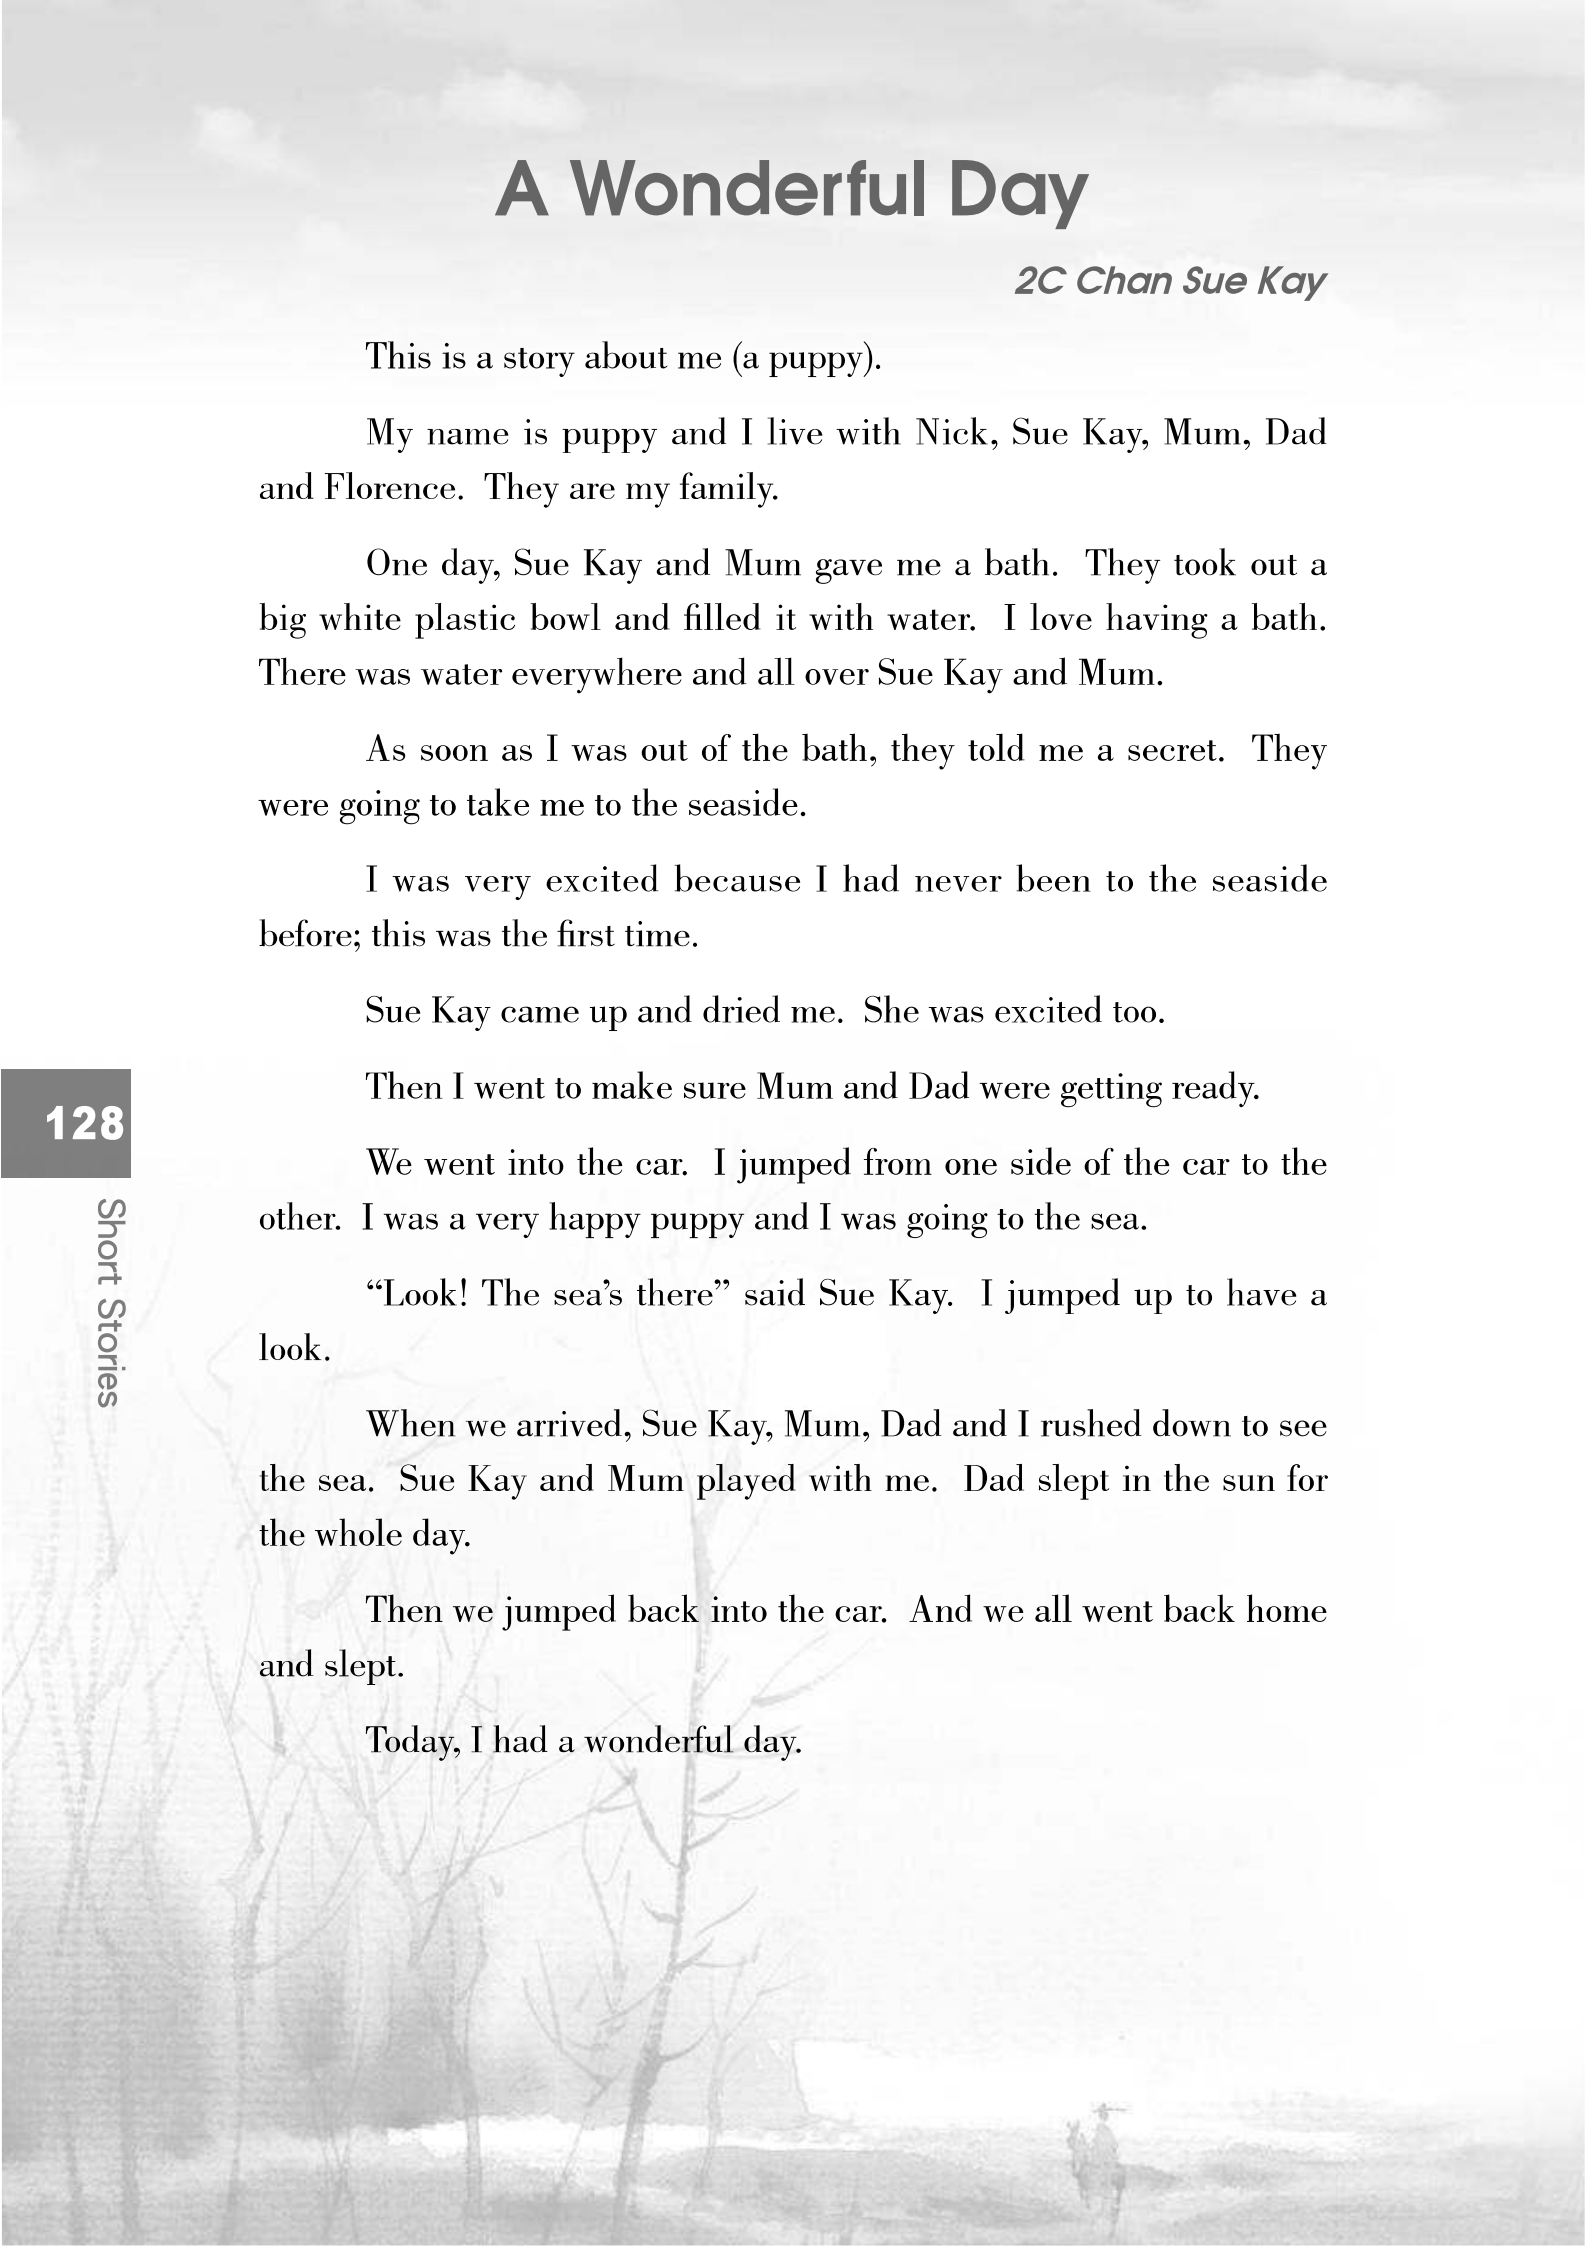 A Wonderful Day
2C Chan Sue Kay
This is a story about me (a puppy).
My name is puppy and I live with Nick, Sue Kay, Mum, Dad
and Florence. They are my family.
One day, Sue Kay and Mum gave me a bath. They took out a
big white plastic bowl and filled it with water. I love having a bath.
There was water everywhere and all over Sue Kay and Mum.
As soon as I was out of the bath, they told me a secret. They
were going to take me to the seaside.
I was very excited because I had never been to the seaside
before; this was the first time.
Sue Kay came up and dried me. She was excited too.
Then I went to make sure Mum and Dad were getting ready.
We went into the car. I jumped from one side of the car to the
other. I was a very happy puppy and I was going to the sea.
“Look! The sea’s there” said Sue Kay. I jumped up to have a
look.
When we arrived, Sue Kay, Mum, Dad and I rushed down to see
the sea. Sue Kay and Mum played with me. Dad slept in the sun for
the whole day.
Then we jumped back into the car. And we all went back home
and slept.
Today, I had a wonderful day.
128
Short Stories